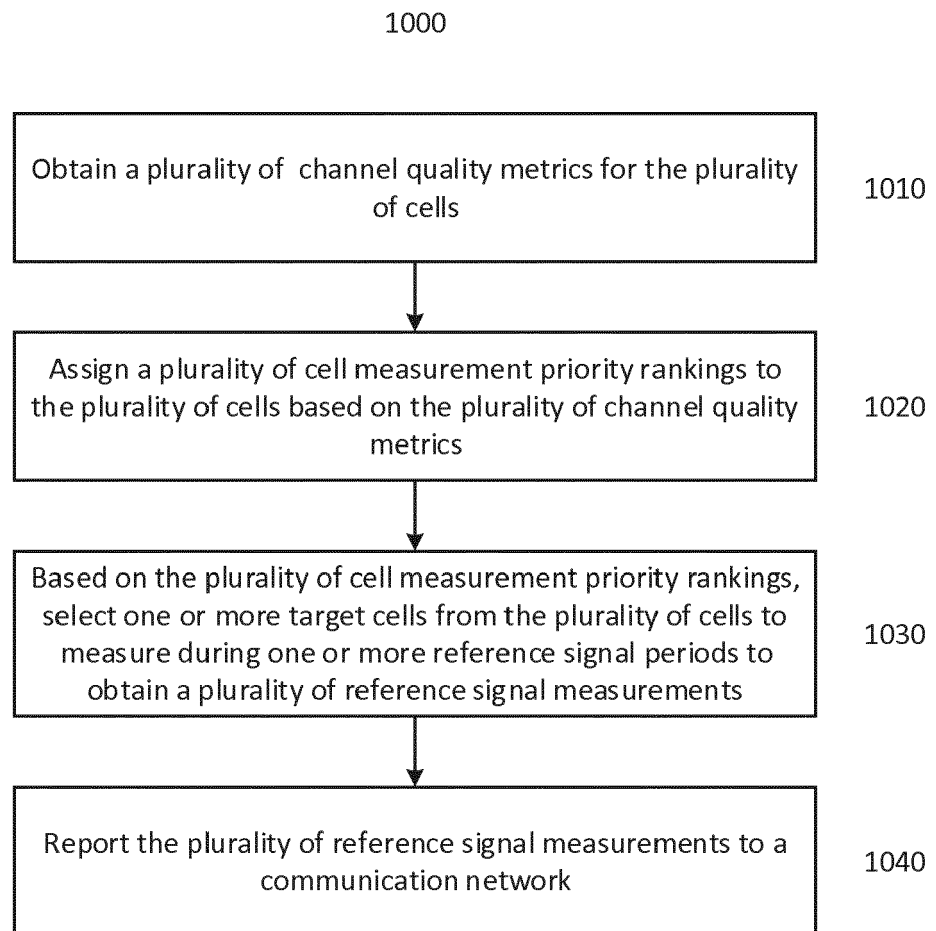 1000
Obtain a plurality of channel quality metrics for the plurality
of cells
1010
Assign a plurality of cell measurement priority rankings to
the plurality of cells based on the plurality of channel quality
metrics
1020
Based on the plurality of cell measurement priority rankings,
select one or more target cells from the plurality of cells to
measure during one or more reference signal periods to
obtain a plurality of reference signal measurements
1030
Report the plurality of reference signal measurements to a
communication network
1040